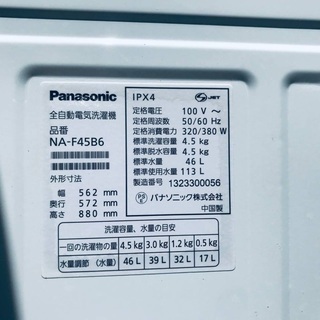 Panasonic
全自動電気洗濯機
品番
NA-F45B6
外形寸法
幅 562 mm
奥行 572 mm
高さ 880 mm
IPX4
JET
定格電圧 100 V〜
定格周波数 50/60 Hz
定格消費電力 320/380 W
標準洗濯容量 4.5 kg
標準脱水容量 4.5 kg
標準水量 46 L
標準使用水量 113 L
製造番号 1323300056
PS E
パナソニック株式会社
中国製
洗濯容量、水量の目安
一回の洗濯物の量 4.5 kg 3.0 kg 1.2 kg 0.5 kg
水量調節 (水量) 46 L 39 L 32 L 17 L